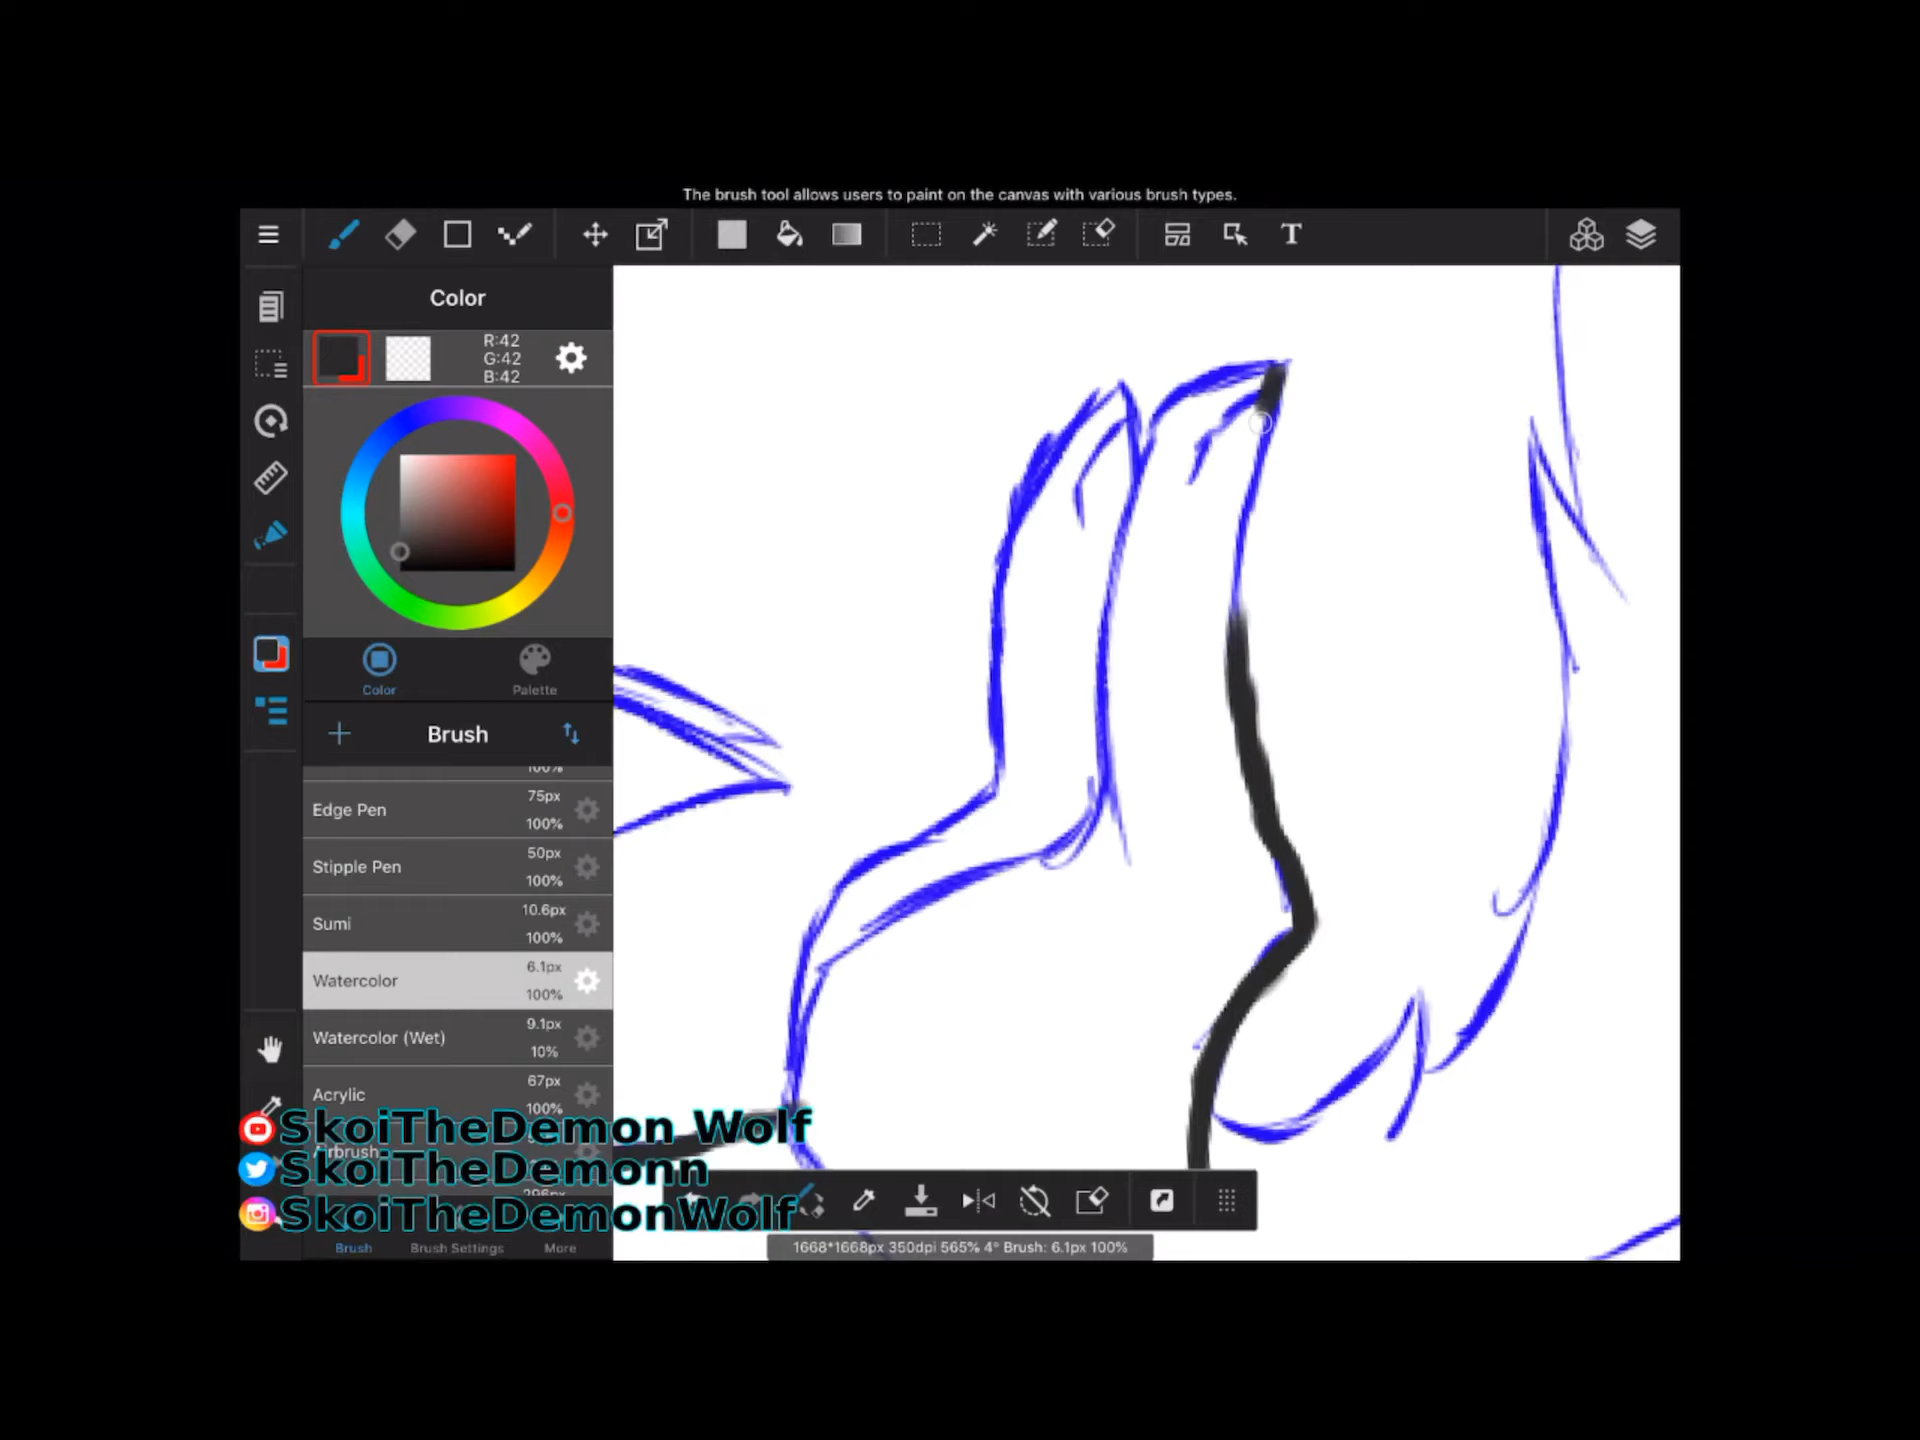 The brush tool allows users to paint on the canvas with various brush types.
T
Color
R:42
G:42
B:42
Color
Palette
Brush
100%
Edge Pen
75px
100%
Stipple Pen
50px
100%
Sumi
10.6px
100%
Watercolor
6.1px
100%
Watercolor (Wet)
9.1px
10%
Acrylic
67px
100%
SkoiTheDemon Wolf
Airbrush
SkoiTheDemonn
296px
SkoiTheDemonWolf
Brush
Brush Settings
More
1668*1668px 350dpi 565% 4° Brush: 6.1px 100%